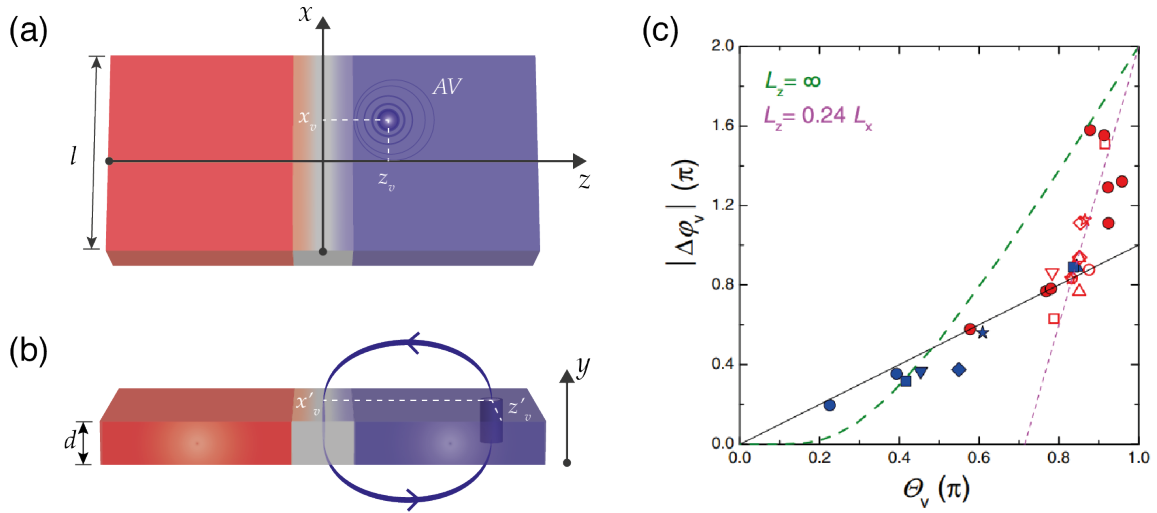 (a)
x
AV
x_v
l
z_v
z
(b)
y
x'_v
z'_v
d
(c)
2.0
1.6
1.2
0.8
0.4
0.0
|Δφ_v| (π)
L_z = ∞
L_z = 0.24 L_x
0.0 0.2 0.4 0.6 0.8 1.0
Θ_v (π)